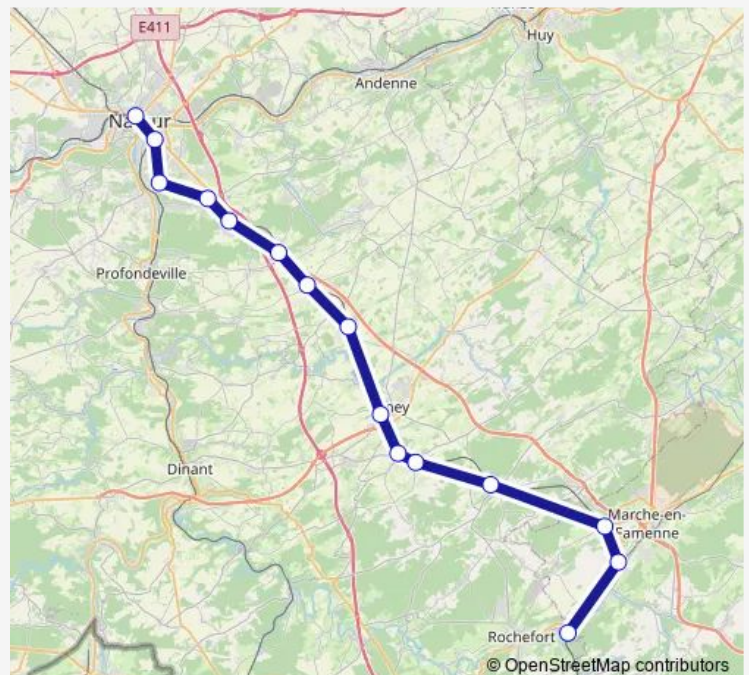 E411
Huy
Andenne
Profondeville
Dinant
Marche-en-
Famenne
Rochefort
© OpenStreetMap contributors